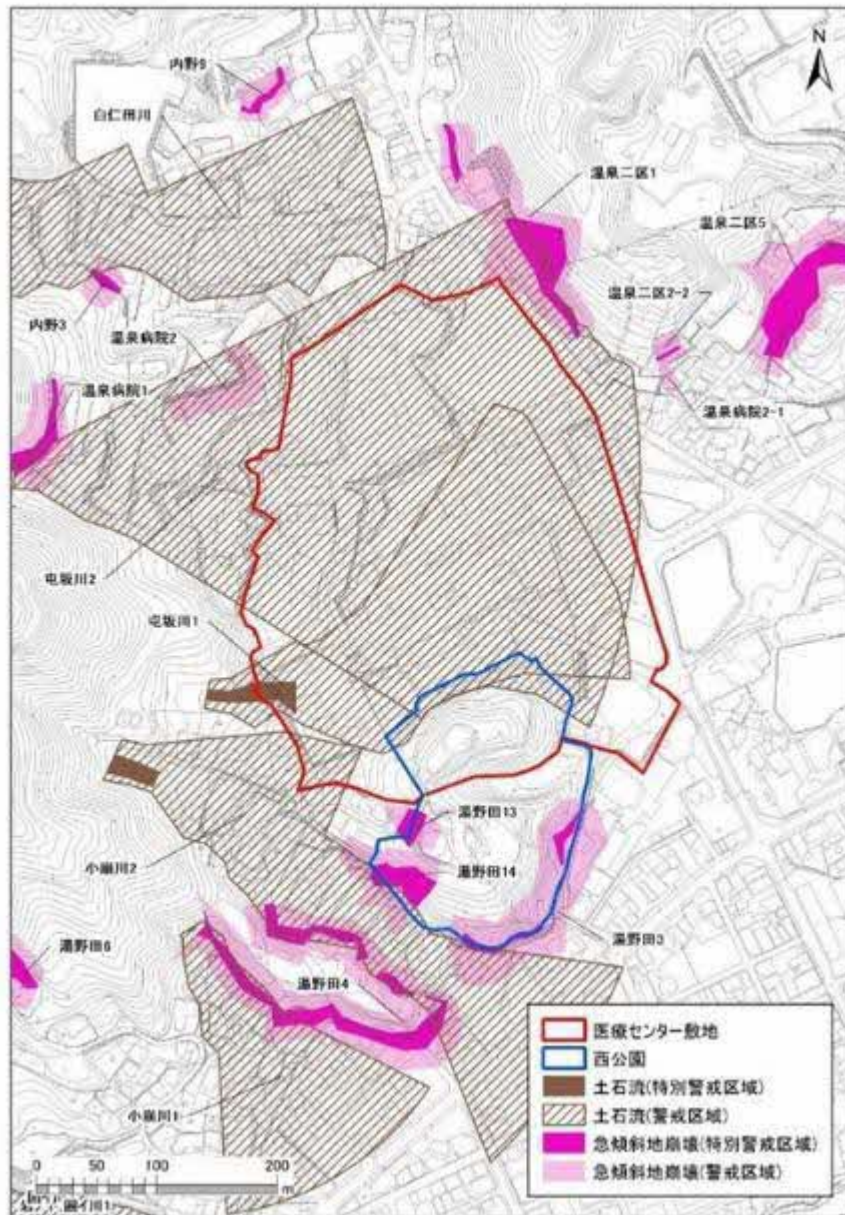 N
内野9
白仁田川
温泉二区1
温泉二区5
温泉二区2-2
内野3
温泉病院2
温泉病院1
温泉病院2-1
屯坂川2
屯坂川1
湯野田13
小崩川2
湯野田14
湯野田3
湯野田6
湯野田4
小崩川1
医療センター敷地
西公園
土石流(特別警戒区域)
土石流(警戒区域)
急傾斜地崩壊(特別警戒区域)
急傾斜地崩壊(警戒区域)
0 50 100 200
m